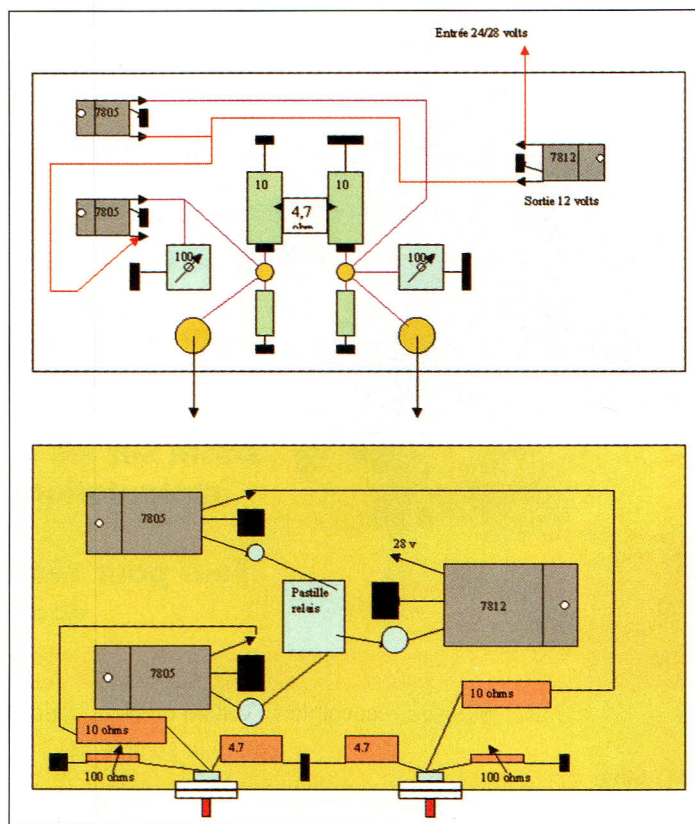 Entrée 24/28 volts
7805
7812
10
10
4,7
ohm
7805
Sortie 12 volts
100
100
7805
28 v
Pastille
relais
7812
7805
10 ohms
10 ohms
4.7
4.7
100 ohms
100 ohms